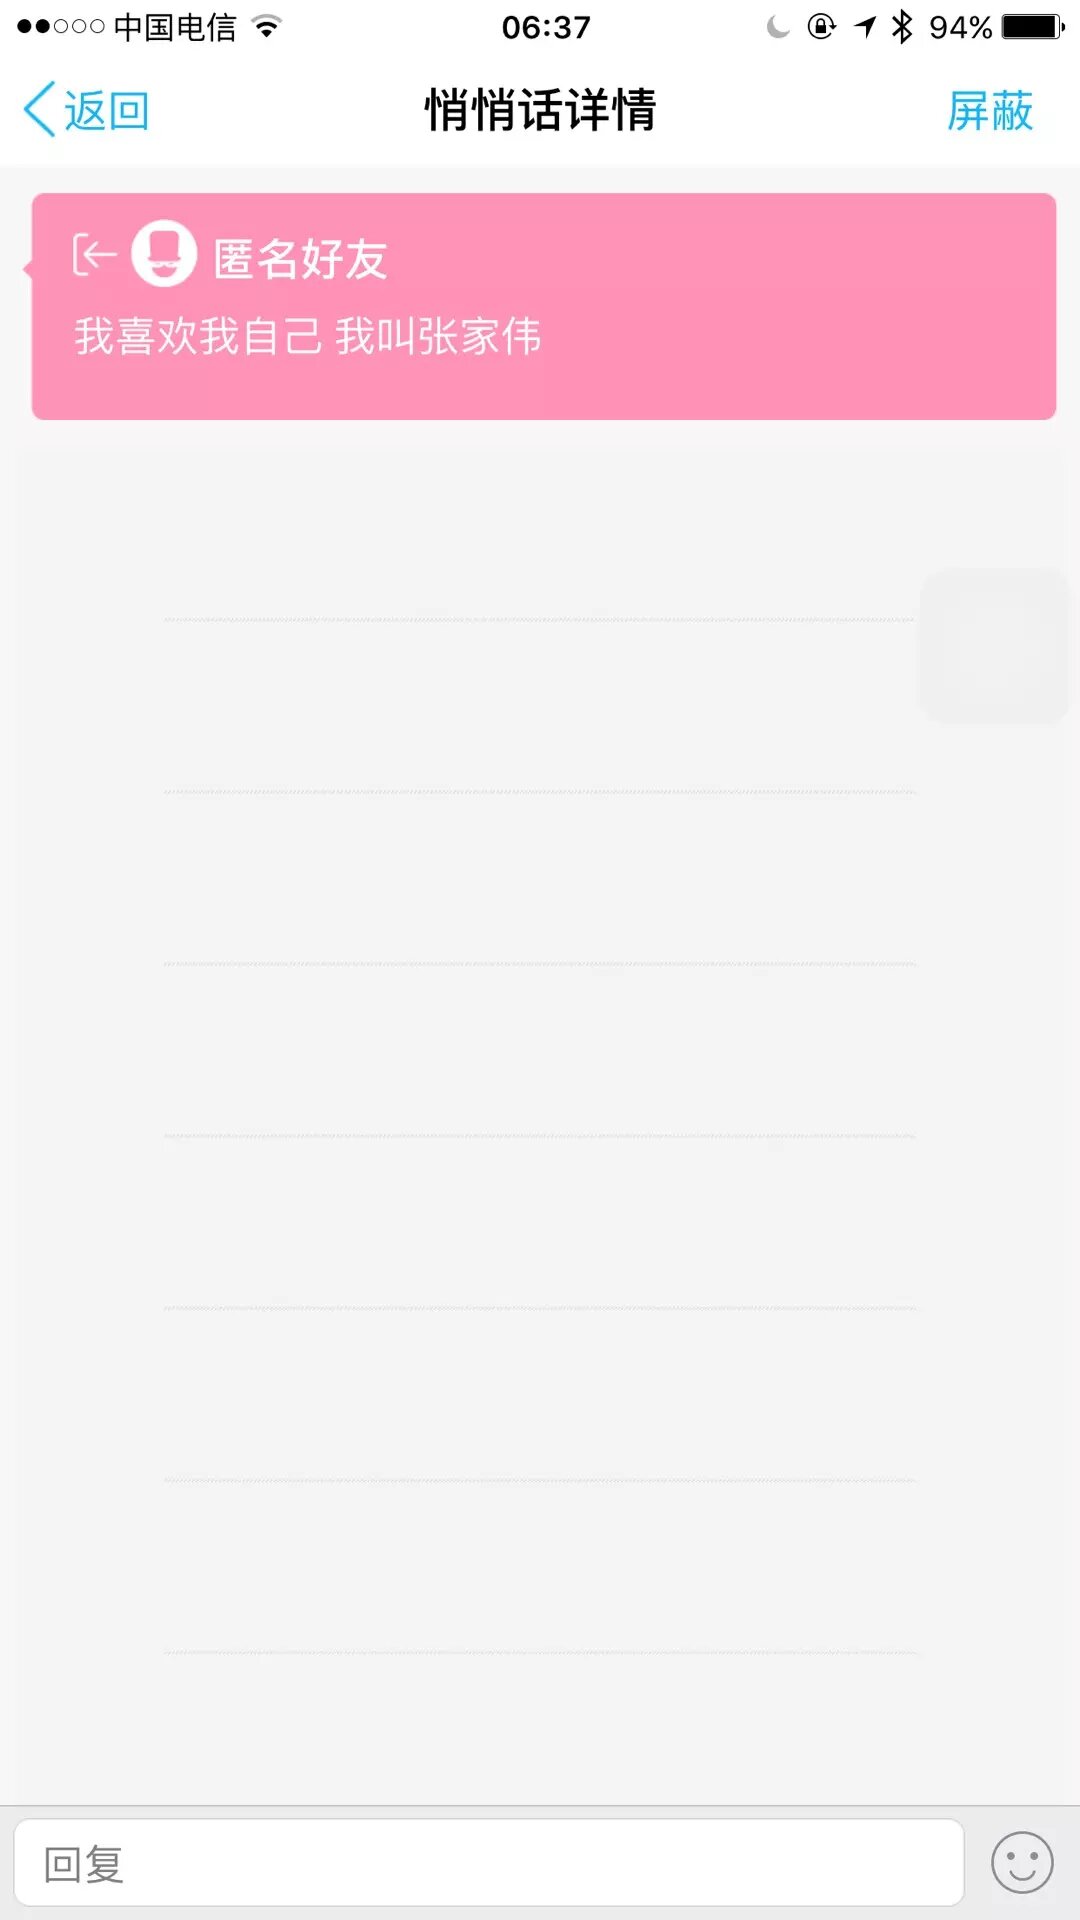 中国电信 06:37 94%
返回 悄悄话详情 屏蔽
匿名好友
我喜欢我自己 我叫张家伟
回复